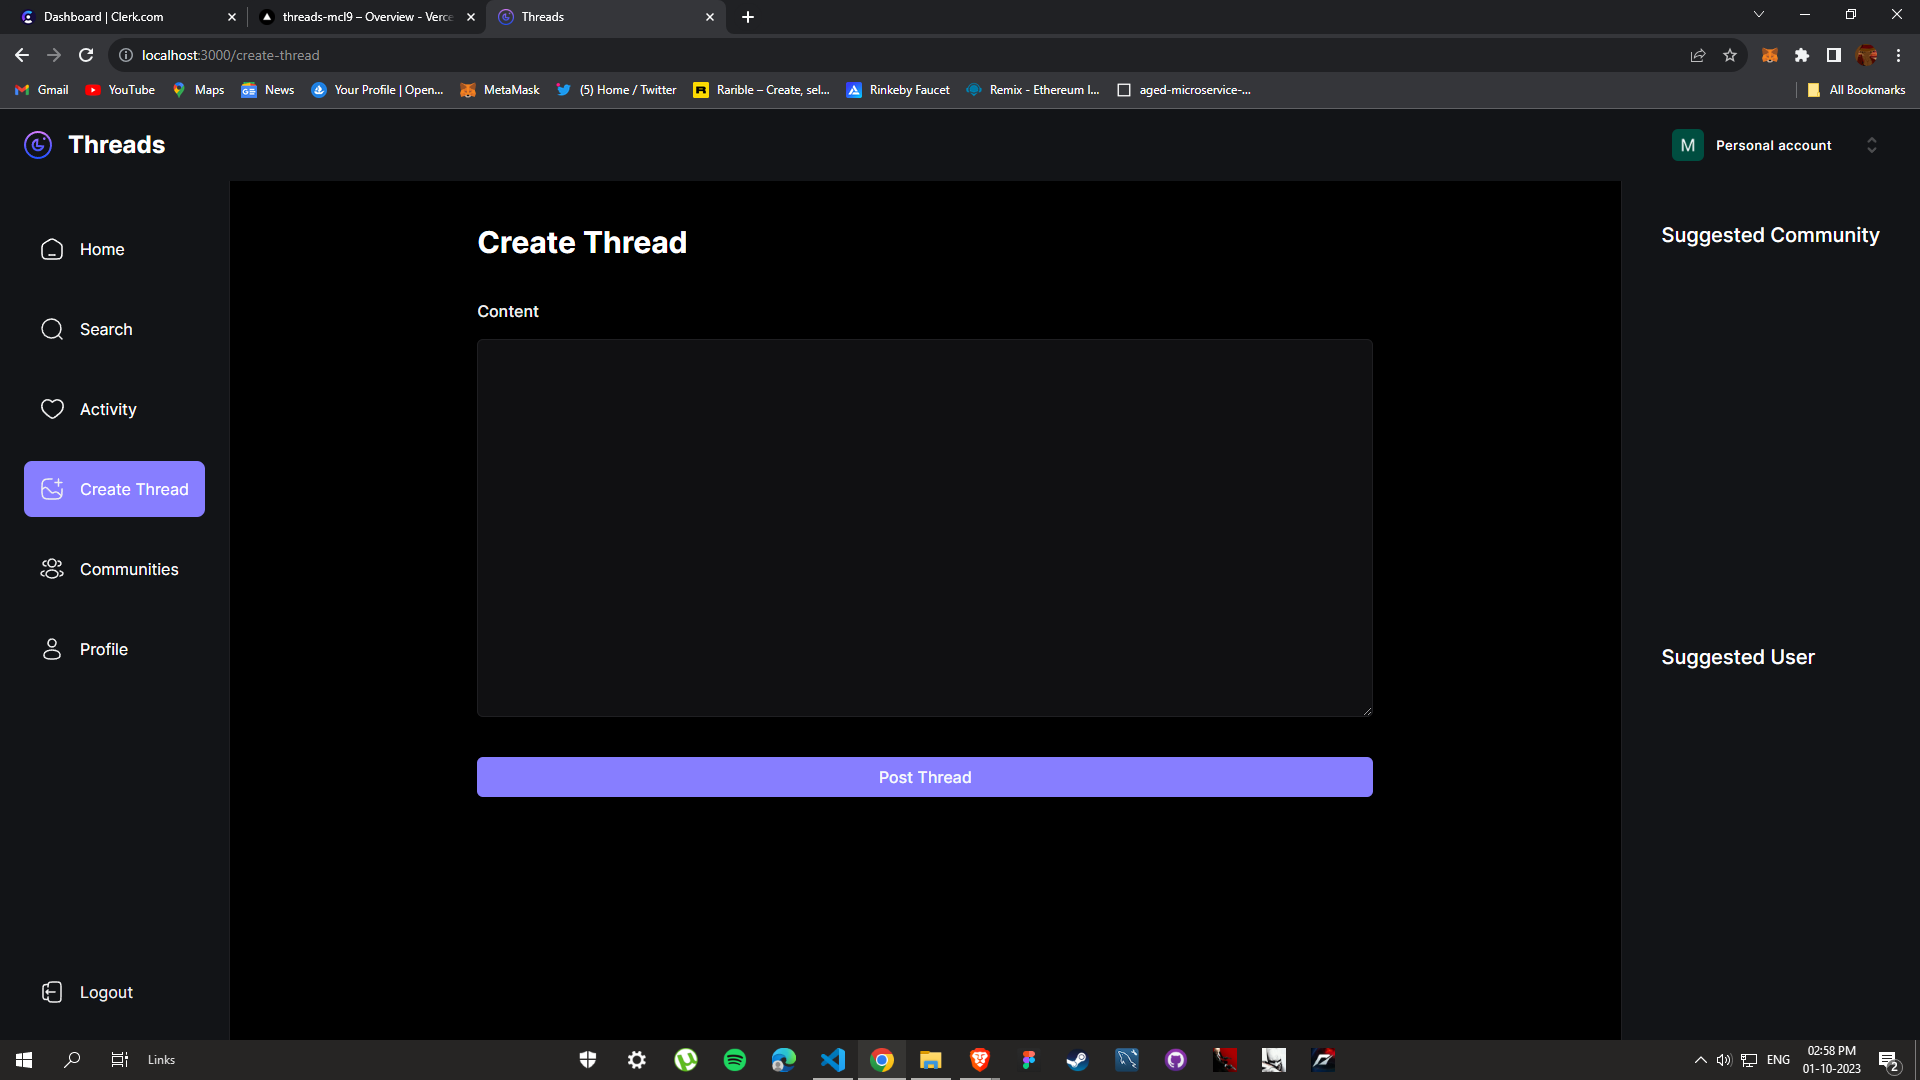 Dashboard | Clerk.com
threads-mcl9 – Overview - Verce
Threads
localhost:3000/create-thread
Gmail
YouTube
Maps
News
Your Profile | Open...
MetaMask
(5) Home / Twitter
Rarible – Create, sel...
Rinkeby Faucet
Remix - Ethereum I...
aged-microservice-...
All Bookmarks
Threads
M
Personal account
Home
Search
Activity
Create Thread
Communities
Profile
Logout
Create Thread
Content
Post Thread
Suggested Community
Suggested User
Links
ENG
02:58 PM
01-10-2023
2